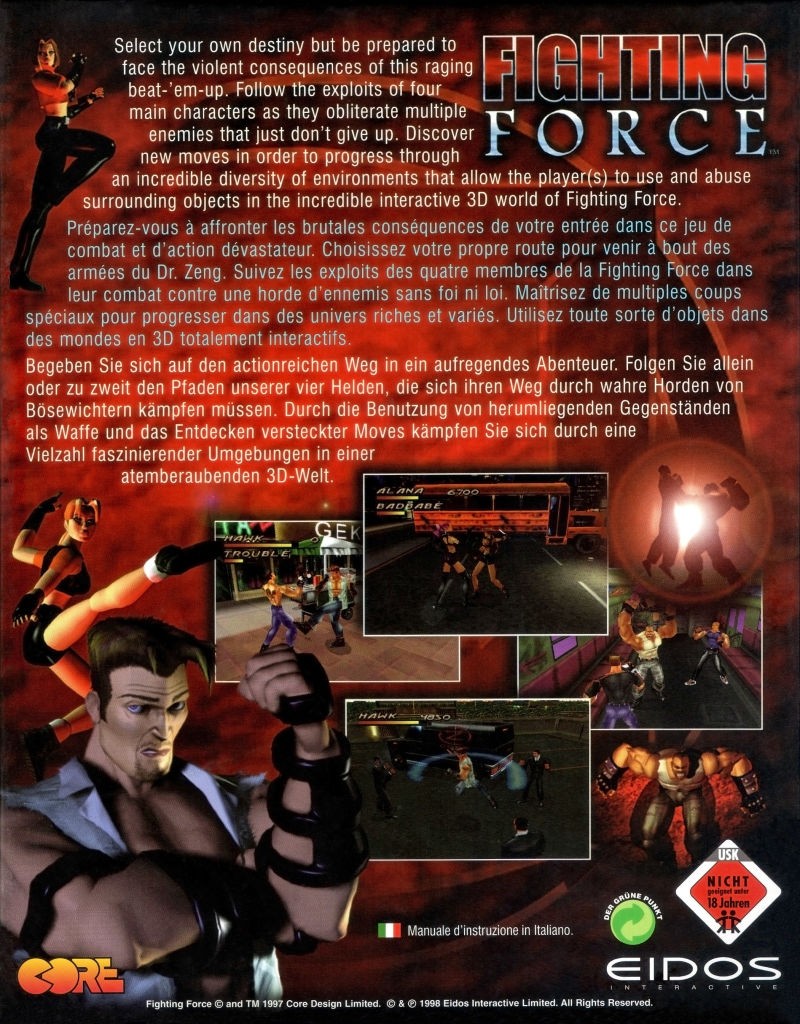 Select your own destiny but be prepared to
face the violent consequences of this raging
beat-'em-up. Follow the exploits of four
main characters as they obliterate multiple
enemies that just don't give up. Discover
new moves in order to progress through
an incredible diversity of environments that allow the player(s) to use and abuse
surrounding objects in the incredible interactive 3D world of Fighting Force.
FIGHTING
FORCE™
Préparez-vous à affronter les brutales conséquences de votre entrée dans ce jeu de
combat et d'action dévastateur. Choisissez votre propre route pour venir à bout des
armées du Dr. Zeng. Suivez les exploits des quatre membres de la Fighting Force dans
leur combat contre une horde d'ennemis sans foi ni loi. Maîtrisez de multiples coups
spéciaux pour progresser dans des univers riches et variés. Utilisez toute sorte d'objets dans
des mondes en 3D totalement interactifs.
Begeben Sie sich auf den actionreichen Weg in ein aufregendes Abenteuer. Folgen Sie allein
oder zu zweit den Pfaden unserer vier Helden, die sich ihren Weg durch wahre Horden von
Bösewichtern kämpfen müssen. Durch die Benutzung von herumliegenden Gegenständen
als Waffe und das Entdecken versteckter Moves kämpfen Sie sich durch eine
Vielzahl faszinierender Umgebungen in einer
atemberaubenden 3D-Welt.
ALANA 6700
BADBABE
HAWK 0
TROUBLE
GEK
HAWK 4850
USK
NICHT
geeignet unter
18 Jahren
DER GRÜNE PUNKT
Manuale d'instruzione in Italiano.
CORE
EIDOS
INTERACTIVE
Fighting Force © and TM 1997 Core Design Limited. © & ℗ 1998 Eidos Interactive Limited. All Rights Reserved.